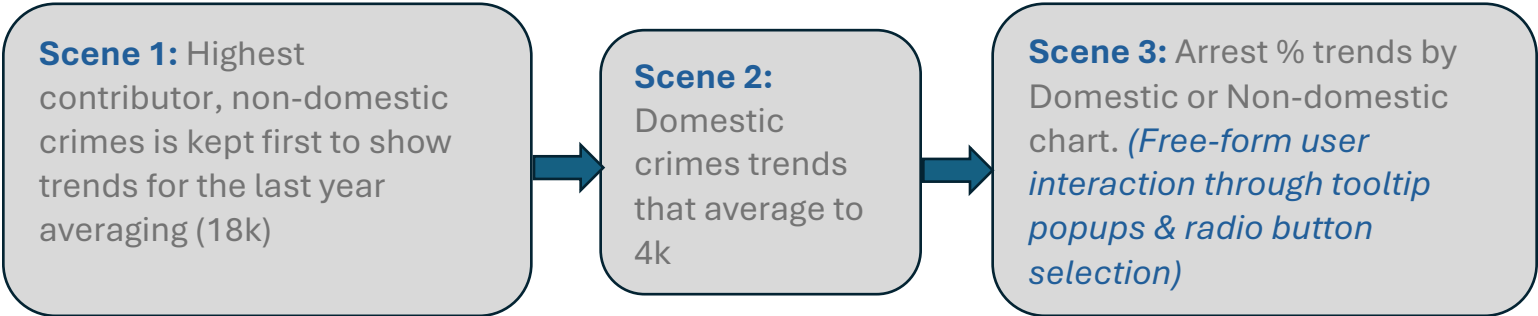 Scene 1: Highest
contributor, non-domestic
crimes is kept first to show
trends for the last year
averaging (18k)
Scene 2:
Domestic
crimes trends
that average to
4k
Scene 3: Arrest % trends by
Domestic or Non-domestic
chart. (Free-form user
interaction through tooltip
popups & radio button
selection)